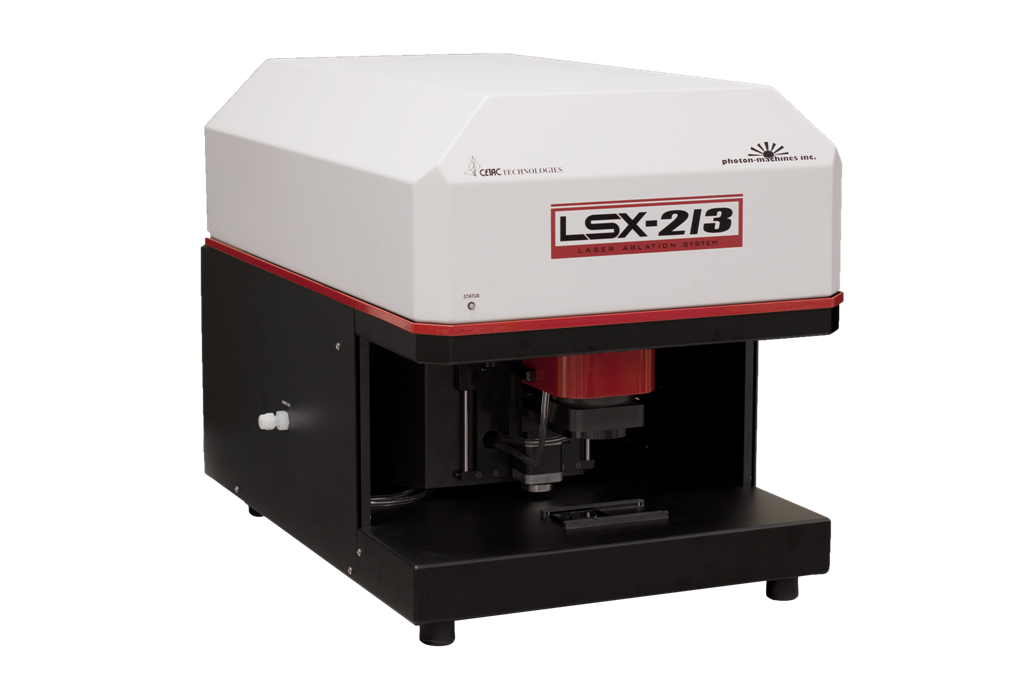 CETAC TECHNOLOGIES
photon-machines inc.
LSX-213
LASER ABLATION SYSTEM
STATUS